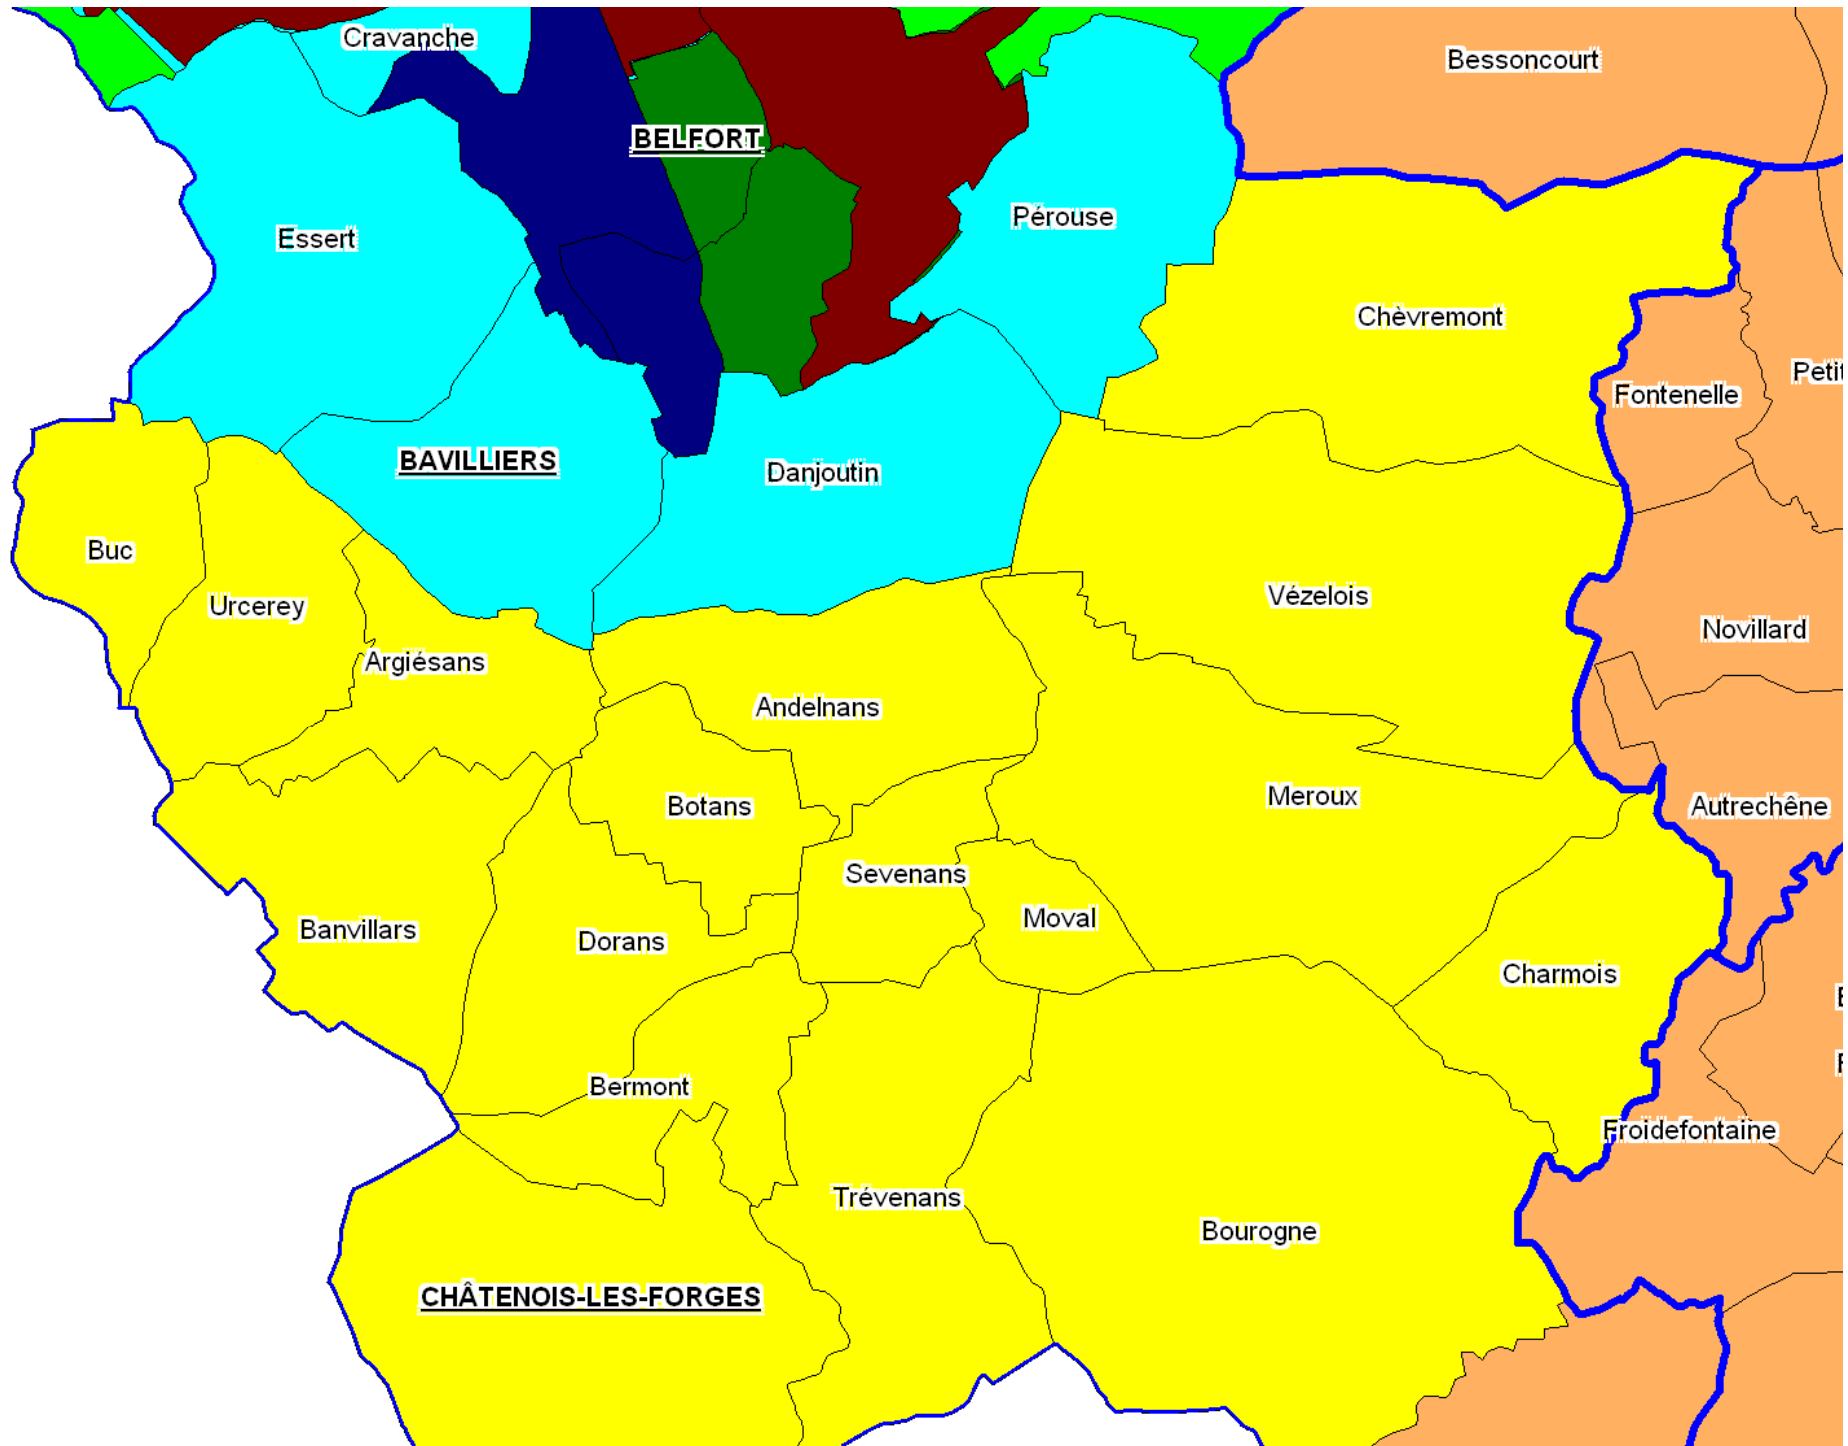 Cravanche
Bessoncourt
BELFORT
Pérouse
Essert
Chèvremont
Petit
Fontenelle
BAVILLIERS
Danjoutin
Buc
Vézelois
Urcerey
Novillard
Argiésans
Andelnans
Meroux
Botans
Autrechêne
Sevenans
Moval
Banvillars
Dorans
Charmois
Bermont
Froidefontaine
Trévenans
Bourogne
CHÂTENOIS-LES-FORGES